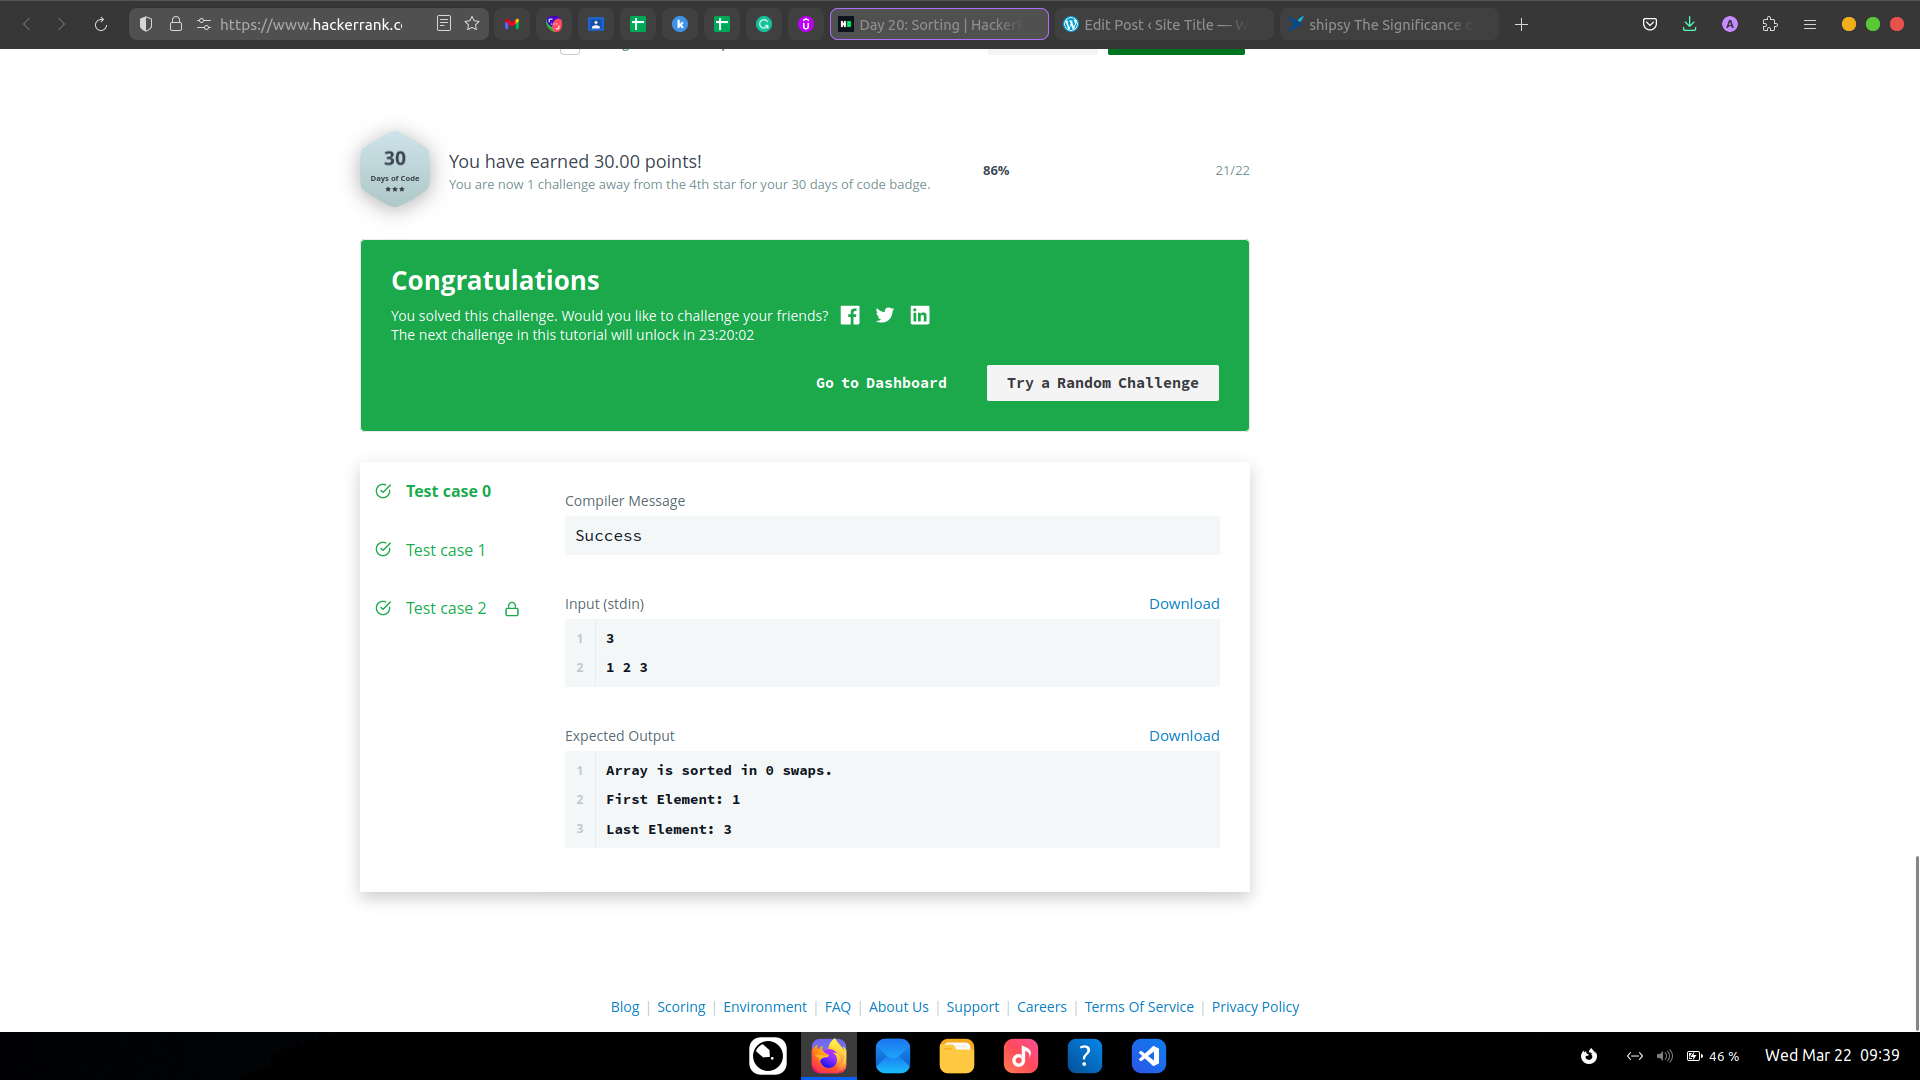 https://www.hackerrank.c
Day 20: Sorting | Hacker
Edit Post ‹ Site Title — W
shipsy The Significance o
30
Days of Code
You have earned 30.00 points!
You are now 1 challenge away from the 4th star for your 30 days of code badge.
86%
21/22
Congratulations
You solved this challenge. Would you like to challenge your friends?
The next challenge in this tutorial will unlock in 23:20:02
Go to Dashboard
Try a Random Challenge
Test case 0
Test case 1
Test case 2
Compiler Message
Success
Input (stdin)
Download
1 3
2 1 2 3
Expected Output
Download
1 Array is sorted in 0 swaps.
2 First Element: 1
3 Last Element: 3
Blog | Scoring | Environment | FAQ | About Us | Support | Careers | Terms Of Service | Privacy Policy
46 %
Wed Mar 22 09:39